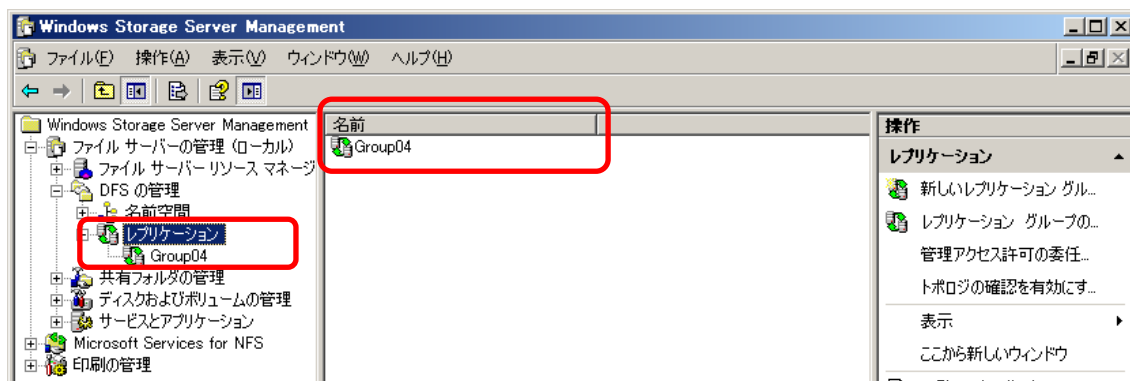 Windows Storage Server Management
ファイル(F) 操作(A) 表示(V) ウィンドウ(W) ヘルプ(H)
Windows Storage Server Management
ファイル サーバーの管理 (ローカル)
ファイル サーバー リソース マネージ
DFS の管理
名前空間
レプリケーション
Group04
共有フォルダの管理
ディスクおよびボリュームの管理
サービスとアプリケーション
Microsoft Services for NFS
印刷の管理
名前
Group04
操作
レプリケーション
新しいレプリケーション グル...
レプリケーション グループの...
管理アクセス許可の委任...
トポロジの確認を有効にす...
表示
ここから新しいウィンドウ